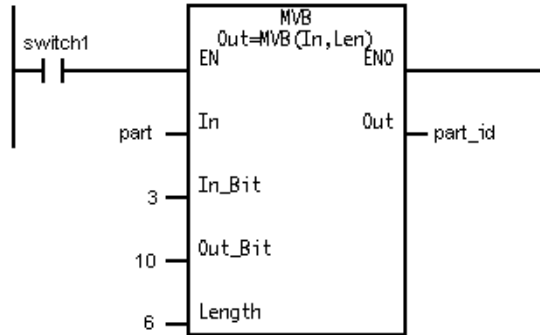 MVB
Out=MVB(In,Len)
switch1
EN ENO
part In Out part_id
3 In_Bit
10 Out_Bit
6 Length